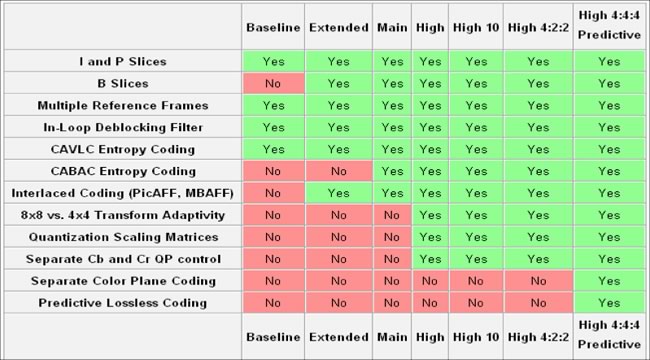 Baseline Extended Main High High 10 High 4:2:2 High 4:4:4 Predictive
I and P Slices Yes Yes Yes Yes Yes Yes Yes
B Slices No Yes Yes Yes Yes Yes Yes
Multiple Reference Frames Yes Yes Yes Yes Yes Yes Yes
In-Loop Deblocking Filter Yes Yes Yes Yes Yes Yes Yes
CAVLC Entropy Coding Yes Yes Yes Yes Yes Yes Yes
CABAC Entropy Coding No No Yes Yes Yes Yes Yes
Interlaced Coding (PicAFF, MBAFF) No Yes Yes Yes Yes Yes Yes
8x8 vs. 4x4 Transform Adaptivity No No No Yes Yes Yes Yes
Quantization Scaling Matrices No No No Yes Yes Yes Yes
Separate Cb and Cr QP control No No No Yes Yes Yes Yes
Separate Color Plane Coding No No No No No No Yes
Predictive Lossless Coding No No No No No No Yes
Baseline Extended Main High High 10 High 4:2:2 High 4:4:4 Predictive